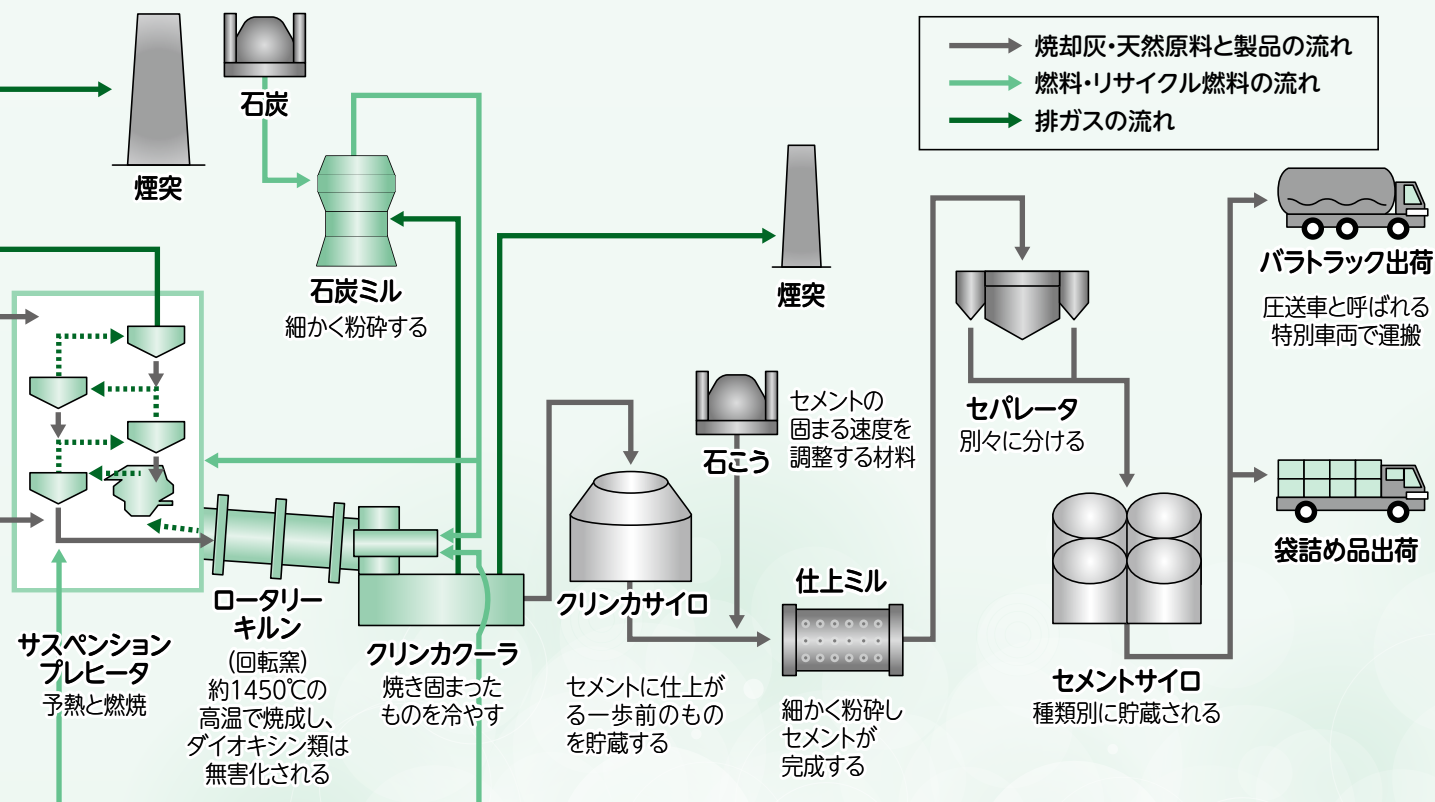 焼却灰・天然原料と製品の流れ
燃料・リサイクル燃料の流れ
排ガスの流れ
石炭
煙突
石炭ミル
細かく粉砕する
煙突
バラトラック出荷
圧送車と呼ばれる
特別車両で運搬
石こう
セメントの
固まる速度を
調整する材料
セパレータ
別々に分ける
袋詰め品出荷
サスペンション
プレヒータ
予熱と燃焼
ロータリー
キルン
(回転窯)
約1450℃の
高温で焼成し、
ダイオキシン類は
無害化される
クリンカクーラ
焼き固まった
ものを冷やす
クリンカサイロ
セメントに仕上が
る一歩前のもの
を貯蔵する
仕上ミル
細かく粉砕し
セメントが
完成する
セメントサイロ
種類別に貯蔵される